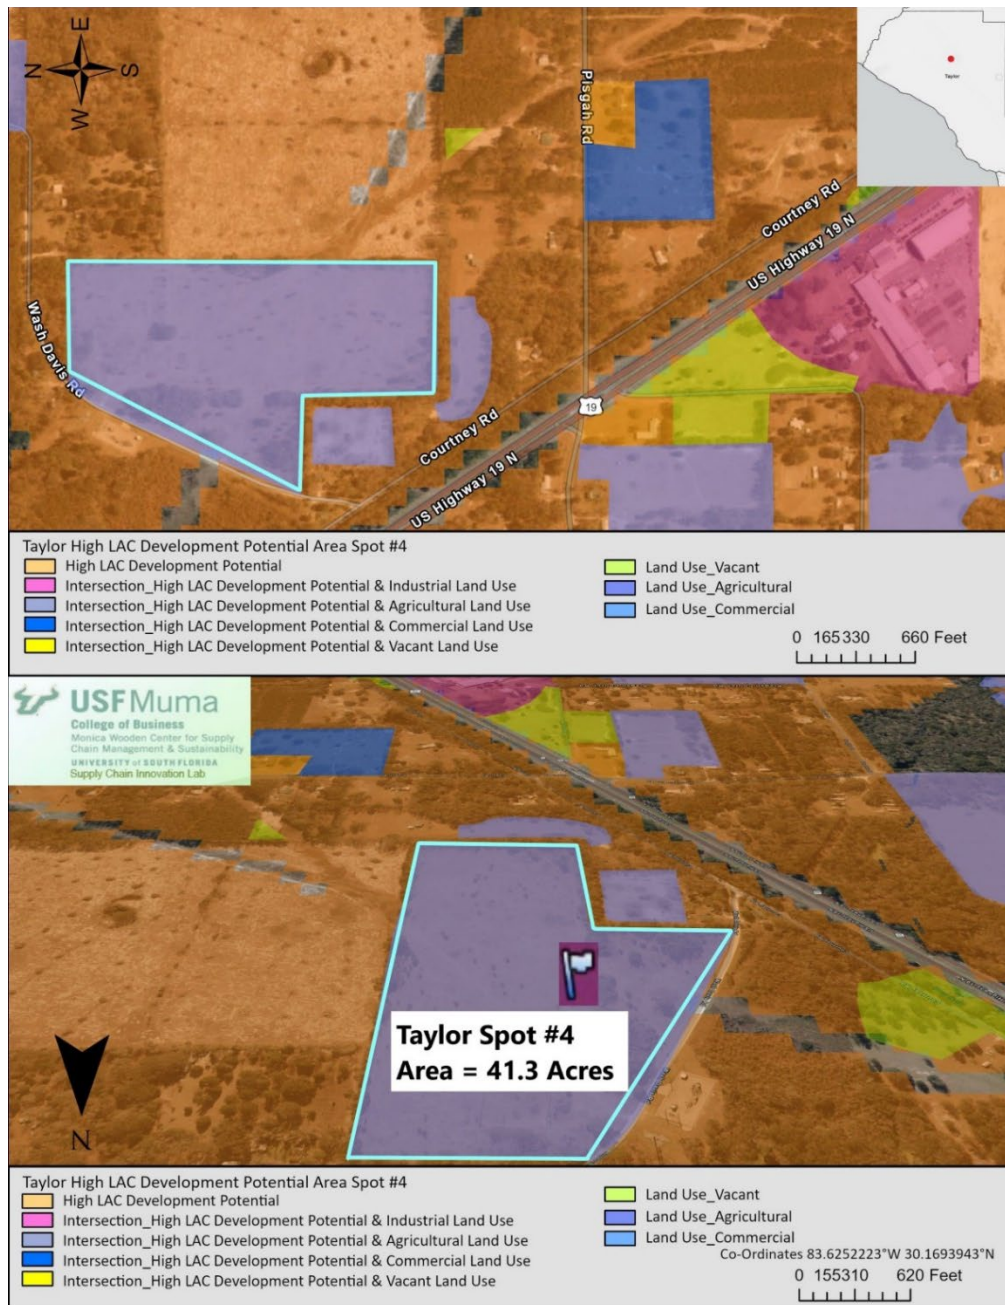 E
N
S
W
Pisgah Rd
Taylor
Courtney Rd
US Highway 19 N
Wash Davis Rd
19
Courtney Rd
US Highway 19 N
Taylor High LAC Development Potential Area Spot #4
High LAC Development Potential
Intersection_High LAC Development Potential & Industrial Land Use
Intersection_High LAC Development Potential & Agricultural Land Use
Intersection_High LAC Development Potential & Commercial Land Use
Intersection_High LAC Development Potential & Vacant Land Use
Land Use_Vacant
Land Use_Agricultural
Land Use_Commercial
0 165330 660 Feet
USF Muma
College of Business
Monica Wooden Center for Supply
Chain Management & Sustainability
UNIVERSITY of SOUTH FLORIDA
Supply Chain Innovation Lab
Taylor Spot #4
Area = 41.3 Acres
N
Taylor High LAC Development Potential Area Spot #4
High LAC Development Potential
Intersection_High LAC Development Potential & Industrial Land Use
Intersection_High LAC Development Potential & Agricultural Land Use
Intersection_High LAC Development Potential & Commercial Land Use
Intersection_High LAC Development Potential & Vacant Land Use
Land Use_Vacant
Land Use_Agricultural
Land Use_Commercial
Co-Ordinates 83.6252223°W 30.1693943°N
0 155310 620 Feet